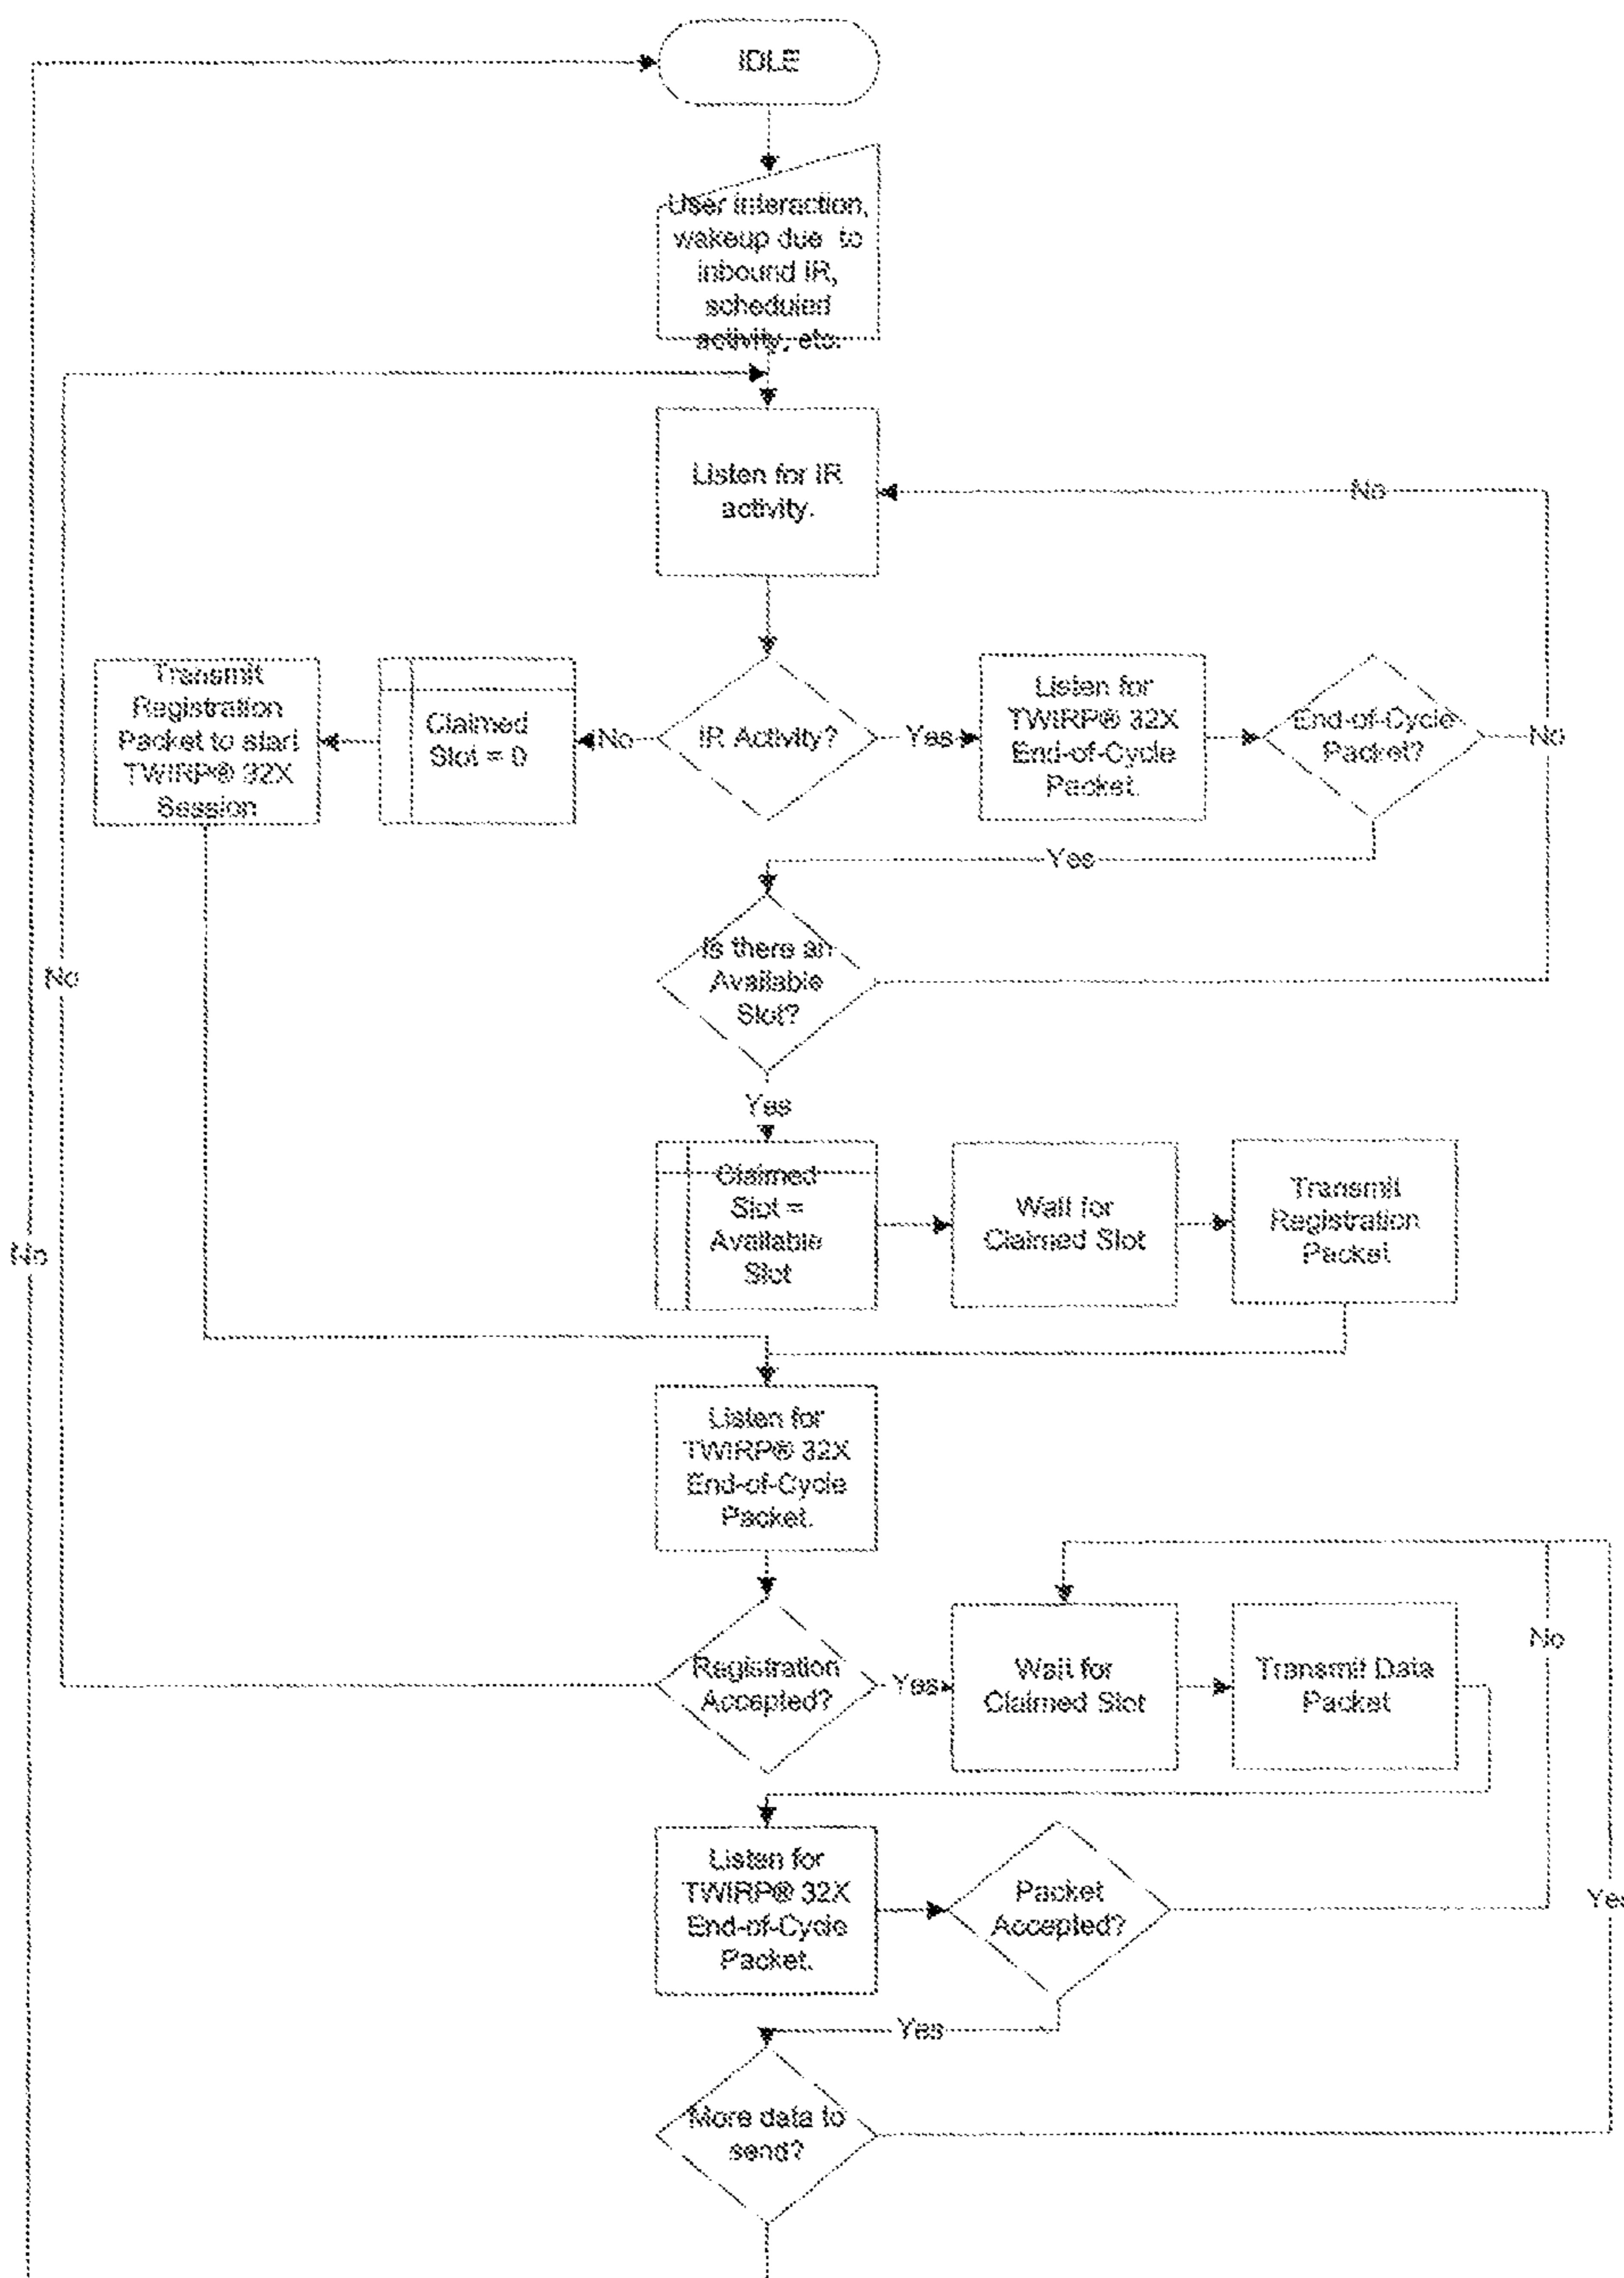 IDLE
User interaction,
wakeup due to
inbound IR,
scheduled
activity, etc.
Listen for IR
activity.
No
Transmit
Registration
Packet to start
TWIRP® 32X
Session
Claimed
Slot = 0
No
IR Activity?
Yes
Listen for
TWIRP® 32X
End-of-Cycle
Packet.
End-of-Cycle
Packet?
No
Yes
Is there an
Available
Slot?
No
Yes
Claimed
Slot =
Available
Slot
Wait for
Claimed Slot
Transmit
Registration
Packet
No
Listen for
TWIRP® 32X
End-of-Cycle
Packet.
Registration
Accepted?
Yes
Wait for
Claimed Slot
Transmit Data
Packet
No
Listen for
TWIRP® 32X
End-of-Cycle
Packet.
Packet
Accepted?
Yes
Yes
More data to
send?